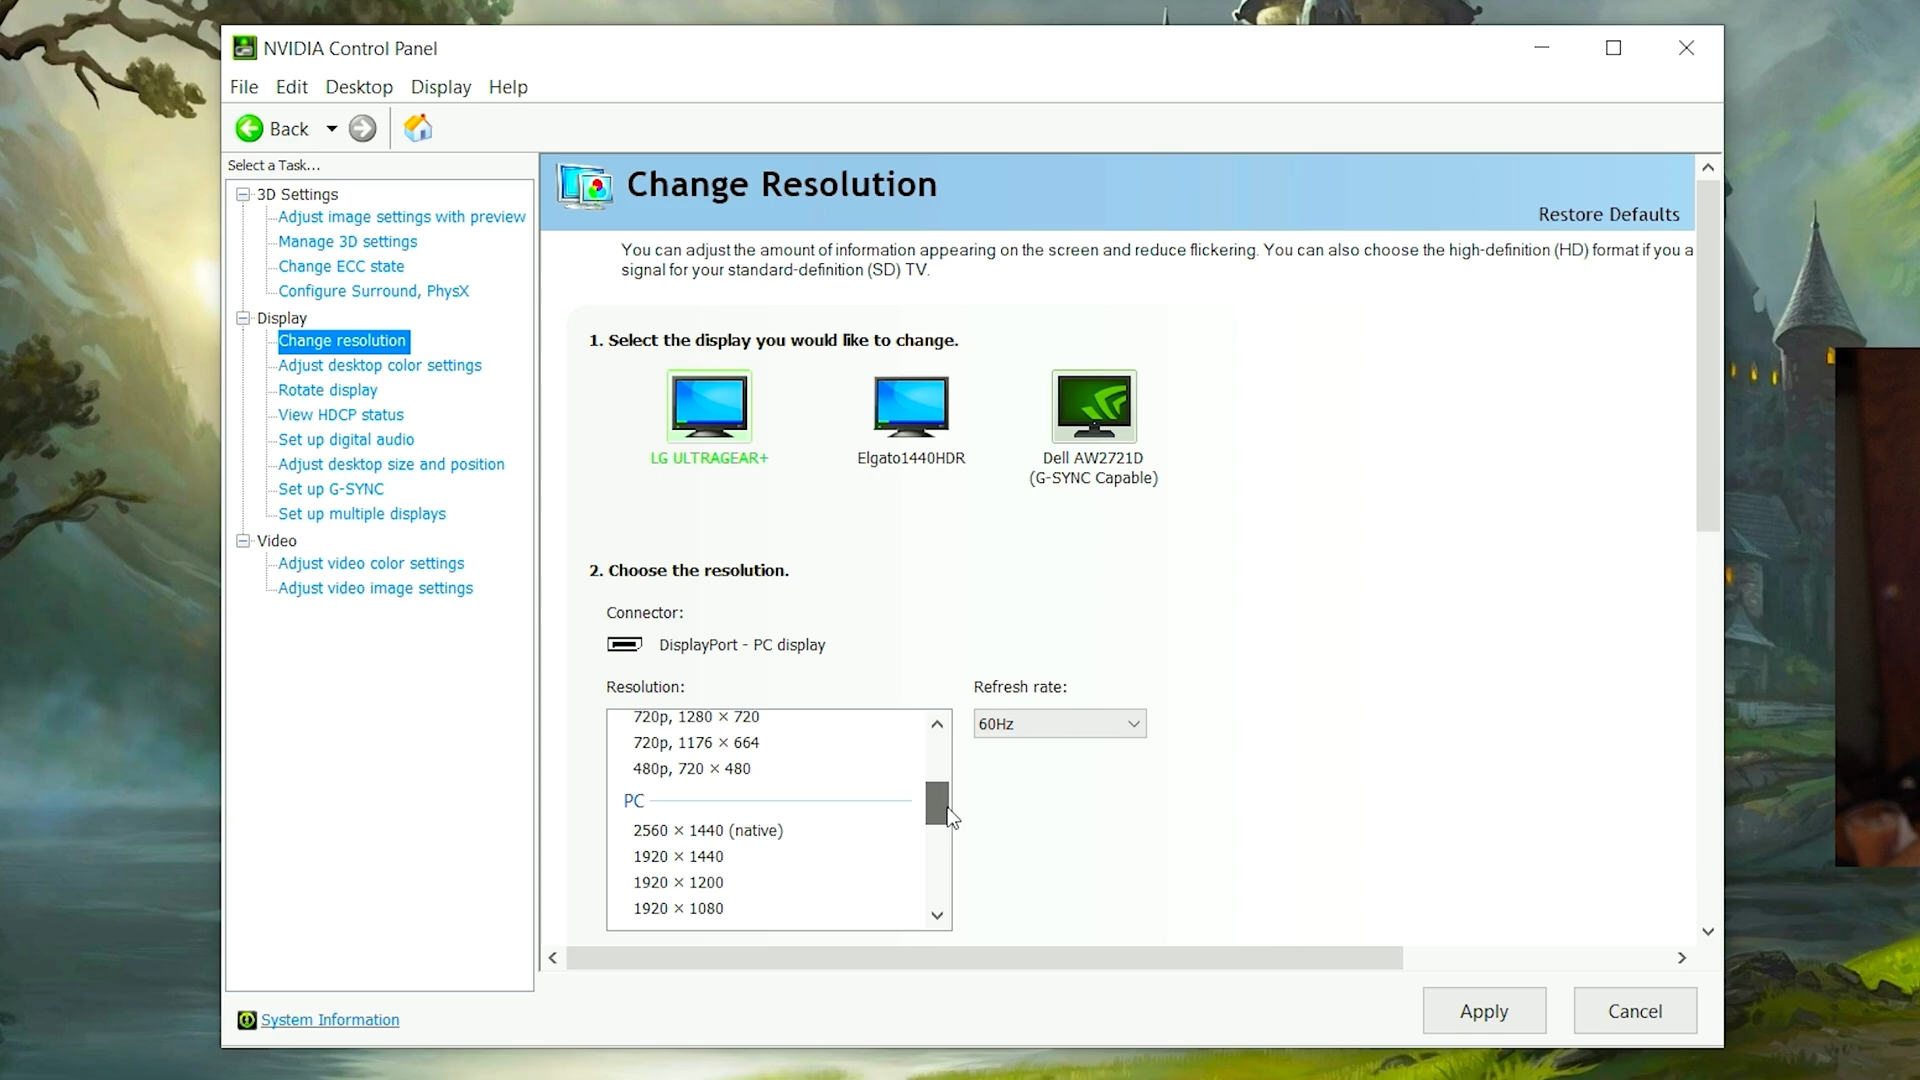 NVIDIA Control Panel
File Edit Desktop Display Help
Back
Select a Task...
3D Settings
Adjust image settings with preview
Manage 3D settings
Change ECC state
Configure Surround, PhysX
Display
Change resolution
Adjust desktop color settings
Rotate display
View HDCP status
Set up digital audio
Adjust desktop size and position
Set up G-SYNC
Set up multiple displays
Video
Adjust video color settings
Adjust video image settings
System Information
Change Resolution
Restore Defaults
You can adjust the amount of information appearing on the screen and reduce flickering. You can also choose the high-definition (HD) format if you a
signal for your standard-definition (SD) TV.
1. Select the display you would like to change.
LG ULTRAGEAR+
Elgato1440HDR
Dell AW2721D
(G-SYNC Capable)
2. Choose the resolution.
Connector:
DisplayPort - PC display
Resolution:
Refresh rate:
720p, 1280 × 720
60Hz
720p, 1176 × 664
480p, 720 × 480
PC
2560 × 1440 (native)
1920 × 1440
1920 × 1200
1920 × 1080
Apply
Cancel